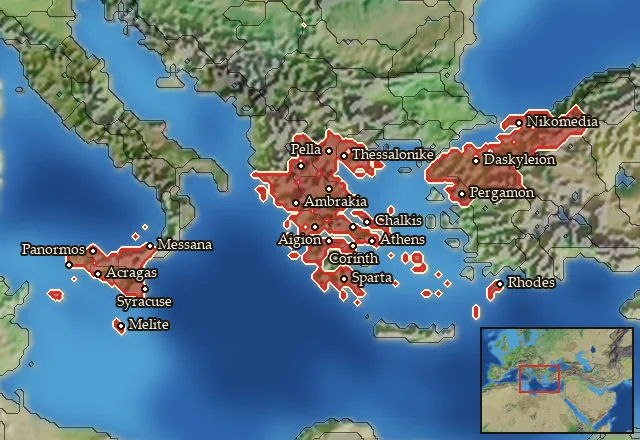 Nikomedia
Pella
Thessalonike
Daskyleion
Pergamon
Ambrakia
Chalkis
Aigion
Athens
Panormos
Messana
Corinth
Acragas
Sparta
Rhodes
Syracuse
Melite